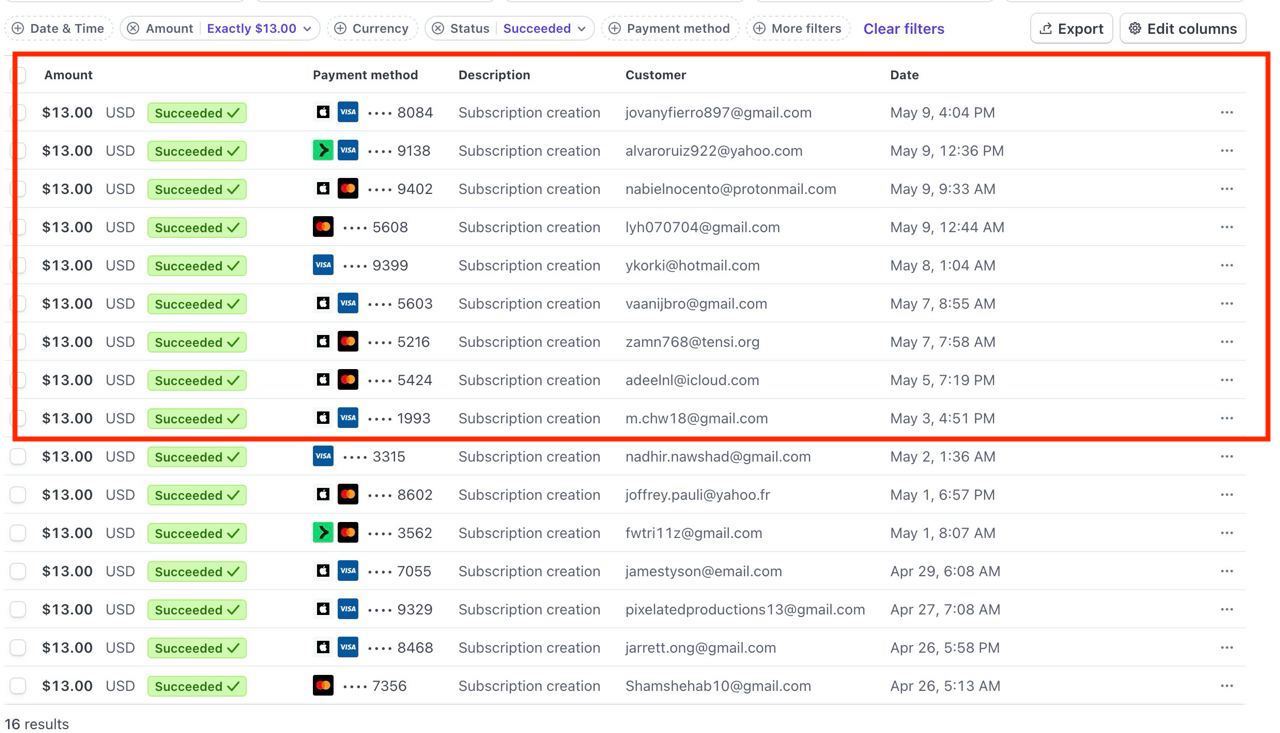 Date & Time Amount Exactly $13.00 Currency Status Succeeded Payment method More filters Clear filters Export Edit columns
Amount Payment method Description Customer Date
$13.00 USD Succeeded VISA •••• 8084 Subscription creation jovanyfierro897@gmail.com May 9, 4:04 PM ...
$13.00 USD Succeeded VISA •••• 9138 Subscription creation alvaroruiz922@yahoo.com May 9, 12:36 PM ...
$13.00 USD Succeeded •••• 9402 Subscription creation nabielnocento@protonmail.com May 9, 9:33 AM ...
$13.00 USD Succeeded •••• 5608 Subscription creation lyh070704@gmail.com May 9, 12:44 AM ...
$13.00 USD Succeeded VISA •••• 9399 Subscription creation ykorki@hotmail.com May 8, 1:04 AM ...
$13.00 USD Succeeded VISA •••• 5603 Subscription creation vaanijbro@gmail.com May 7, 8:55 AM ...
$13.00 USD Succeeded •••• 5216 Subscription creation zamn768@tensi.org May 7, 7:58 AM ...
$13.00 USD Succeeded •••• 5424 Subscription creation adeelnl@icloud.com May 5, 7:19 PM ...
$13.00 USD Succeeded VISA •••• 1993 Subscription creation m.chw18@gmail.com May 3, 4:51 PM ...
$13.00 USD Succeeded VISA •••• 3315 Subscription creation nadhir.nawshad@gmail.com May 2, 1:36 AM ...
$13.00 USD Succeeded •••• 8602 Subscription creation joffrey.pauli@yahoo.fr May 1, 6:57 PM ...
$13.00 USD Succeeded •••• 3562 Subscription creation fwtri11z@gmail.com May 1, 8:07 AM ...
$13.00 USD Succeeded VISA •••• 7055 Subscription creation jamestyson@email.com Apr 29, 6:08 AM ...
$13.00 USD Succeeded VISA •••• 9329 Subscription creation pixelatedproductions13@gmail.com Apr 27, 7:08 AM ...
$13.00 USD Succeeded VISA •••• 8468 Subscription creation jarrett.ong@gmail.com Apr 26, 5:58 PM ...
$13.00 USD Succeeded •••• 7356 Subscription creation Shamshehab10@gmail.com Apr 26, 5:13 AM ...
16 results